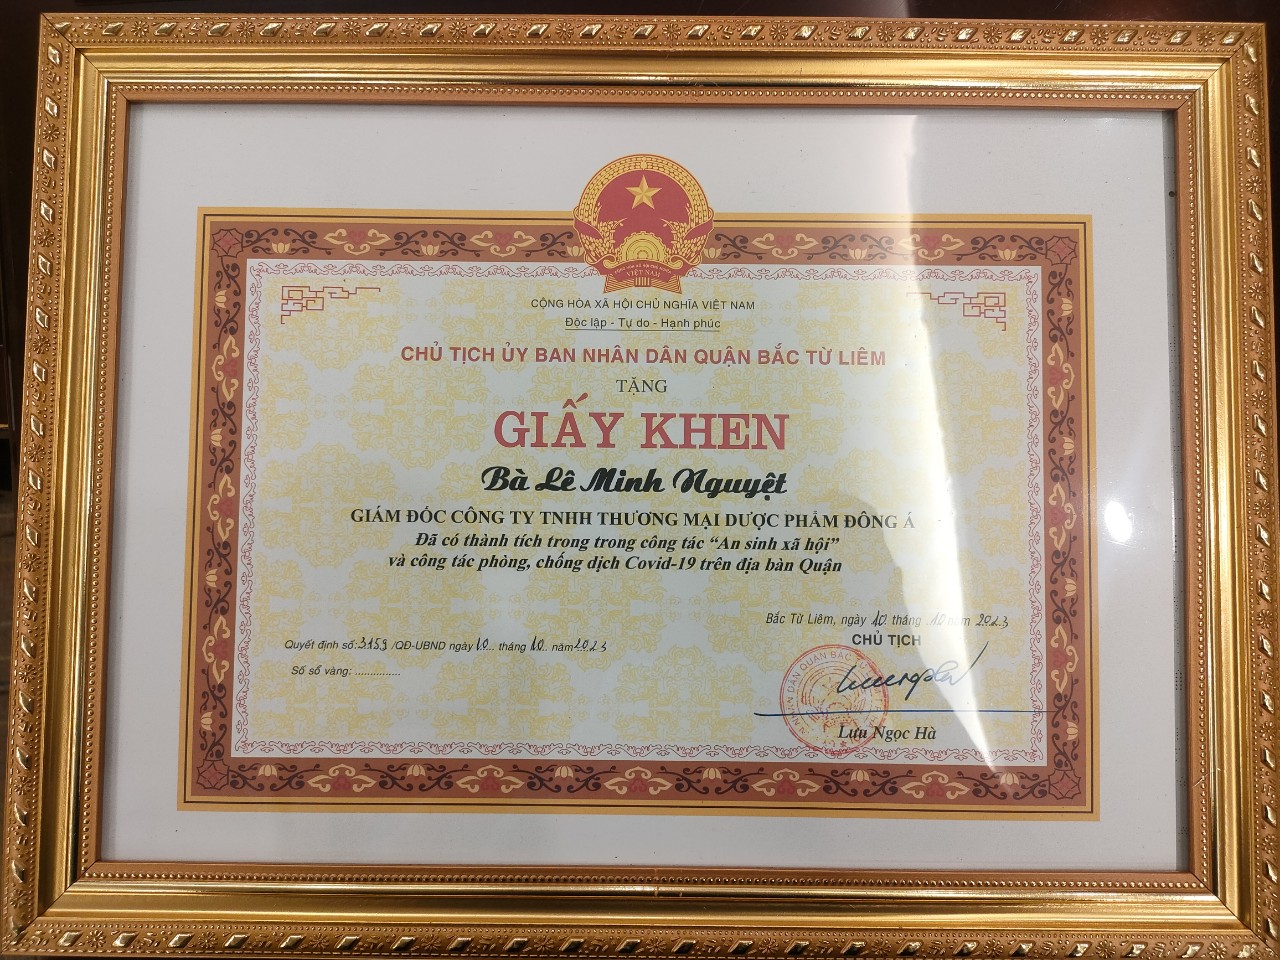 VIỆT NAM
CỘNG HÒA XÃ HỘI CHỦ NGHĨA VIỆT NAM
Độc lập - Tự do - Hạnh phúc
CHỦ TỊCH ỦY BAN NHÂN DÂN QUẬN BẮC TỪ LIÊM
TẶNG
GIẤY KHEN
Bà Lê Minh Nguyệt
GIÁM ĐỐC CÔNG TY TNHH THƯƠNG MẠI DƯỢC PHẨM ĐÔNG Á
Đã có thành tích trong trong công tác “An sinh xã hội”
và công tác phòng, chống dịch Covid-19 trên địa bàn Quận
Bắc Từ Liêm, ngày 10 tháng 10 năm 2023
CHỦ TỊCH
Quyết định số: 3159 /QĐ-UBND ngày 10... tháng 10.. năm 2023
Số sổ vàng: ...............
Lưu Ngọc Hà